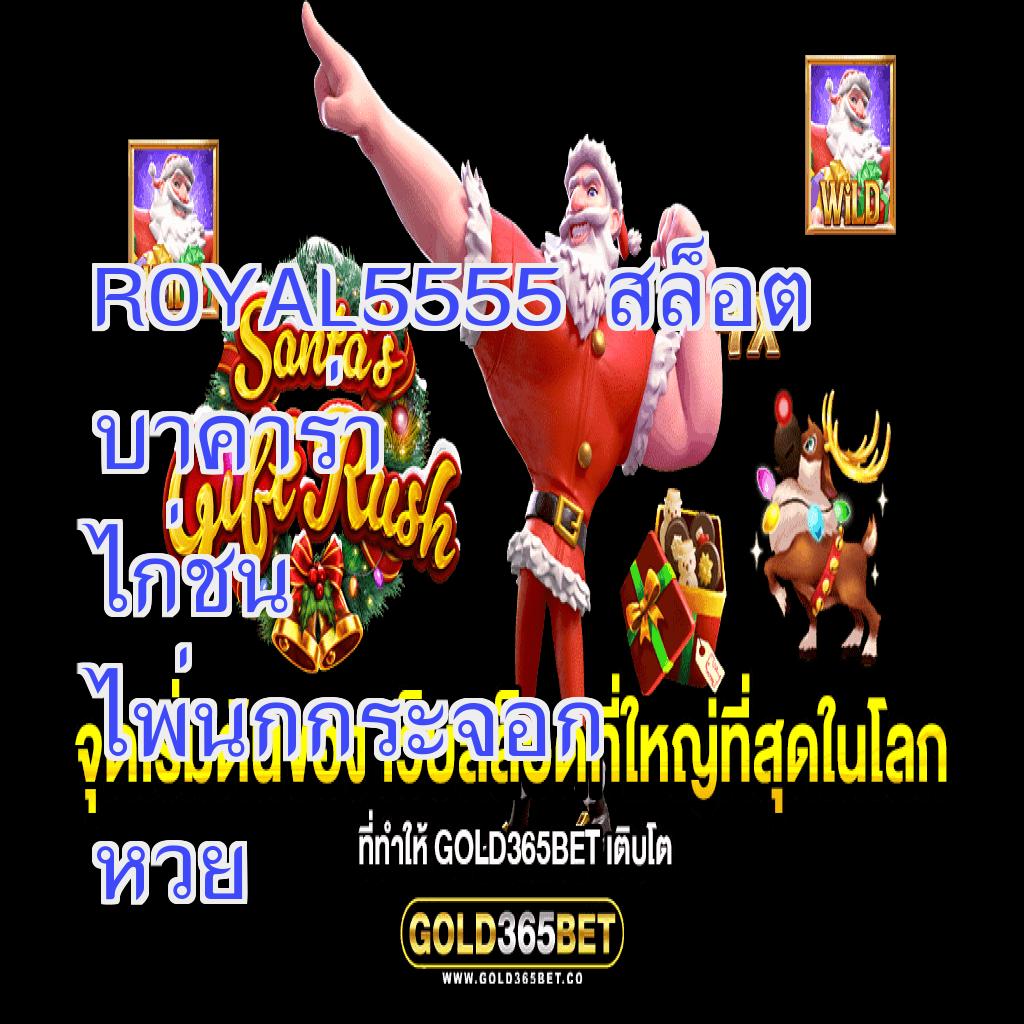 WILD
ROYAL5555 สล็อต
Santa's
บาคาร่า
Gift Rush
ไก่ชน
ไพ่นกกระจอก
ที่ใหญ่ที่สุดในโลก
ที่ทำให้ GOLD365BET เติบโต
หวย
GOLD365BET
WWW.GOLD365BET.CO